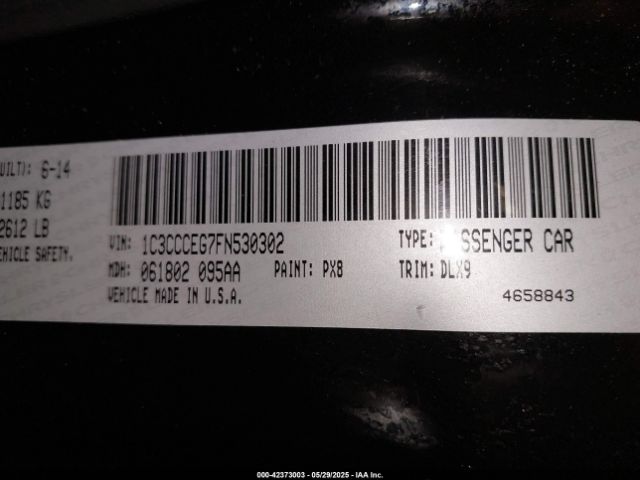 UILT): 6-14
1185 KG
2612 LB
EHICLE SAFETY.
VIN: 1C3CCCEG7FN530302 TYPE: SSENGER CAR
MDH: 061802 095AA PAINT: PX8 TRIM: DLX9
VEHICLE MADE IN U.S.A. 4658843
000-42373003 - 05/29/2025 - IAA Inc.